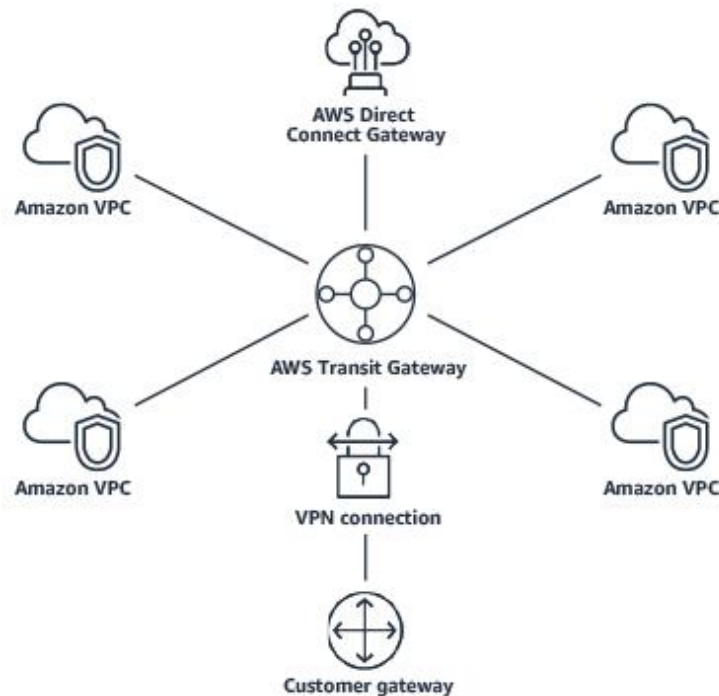 AWS Direct
Connect Gateway
Amazon VPC
Amazon VPC
AWS Transit Gateway
Amazon VPC
Amazon VPC
VPN connection
Customer gateway